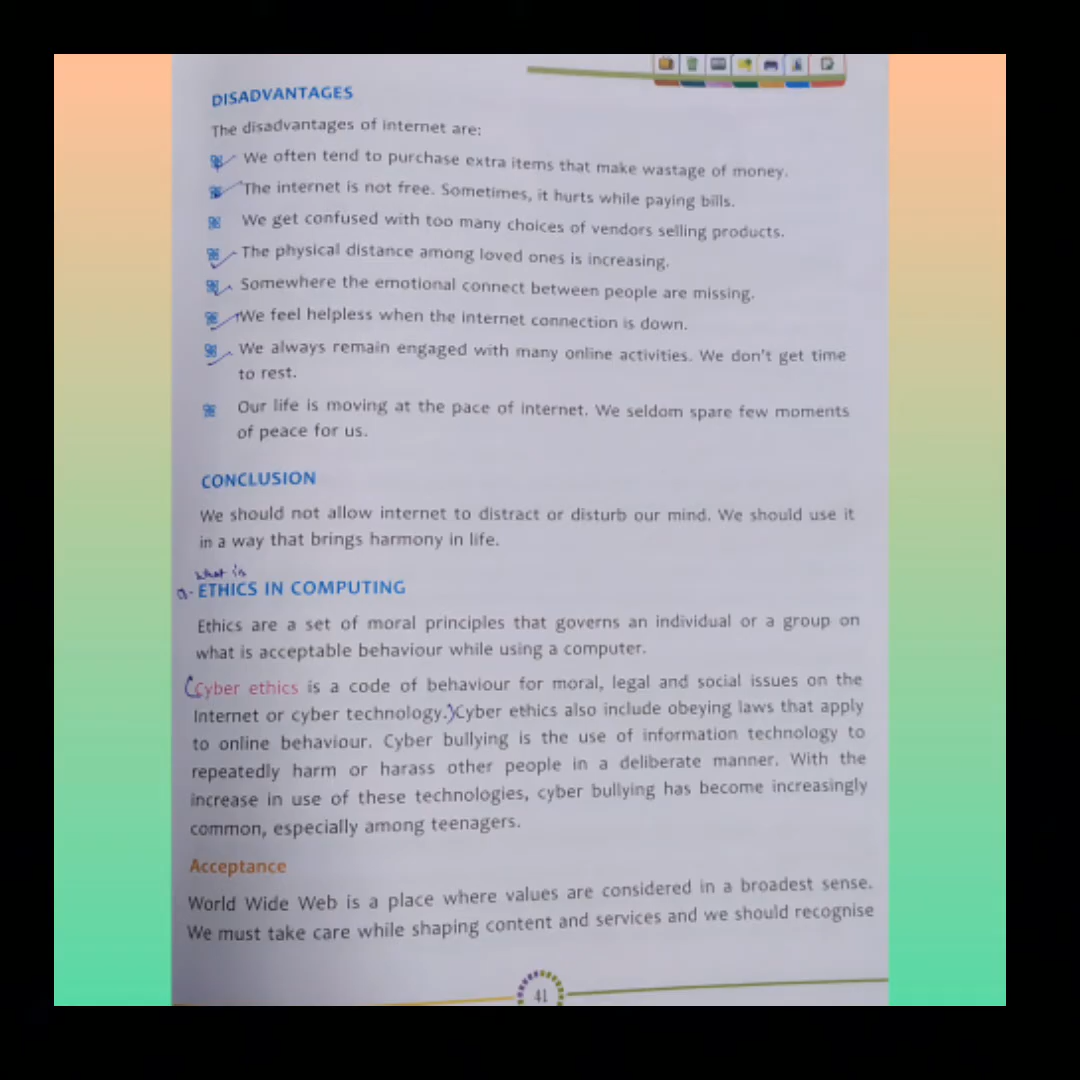 DISADVANTAGES
The disadvantages of internet are:
We often tend to purchase extra items that make wastage of money.
The internet is not free. Sometimes, it hurts while paying bills.
We get confused with too many choices of vendors selling products.
The physical distance among loved ones is increasing.
Somewhere the emotional connect between people are missing.
We feel helpless when the internet connection is down.
We always remain engaged with many online activities. We don't get time
to rest.
Our life is moving at the pace of internet. We seldom spare few moments
of peace for us.
CONCLUSION
We should not allow internet to distract or disturb our mind. We should use it
in a way that brings harmony in life.
What is
Q. ETHICS IN COMPUTING
Ethics are a set of moral principles that governs an individual or a group on
what is acceptable behaviour while using a computer.
(Cyber ethics is a code of behaviour for moral, legal and social issues on the
Internet or cyber technology.) Cyber ethics also include obeying laws that apply
to online behaviour. Cyber bullying is the use of information technology to
repeatedly harm or harass other people in a deliberate manner. With the
increase in use of these technologies, cyber bullying has become increasingly
common, especially among teenagers.
Acceptance
World Wide Web is a place where values are considered in a broadest sense.
We must take care while shaping content and services and we should recognise
41